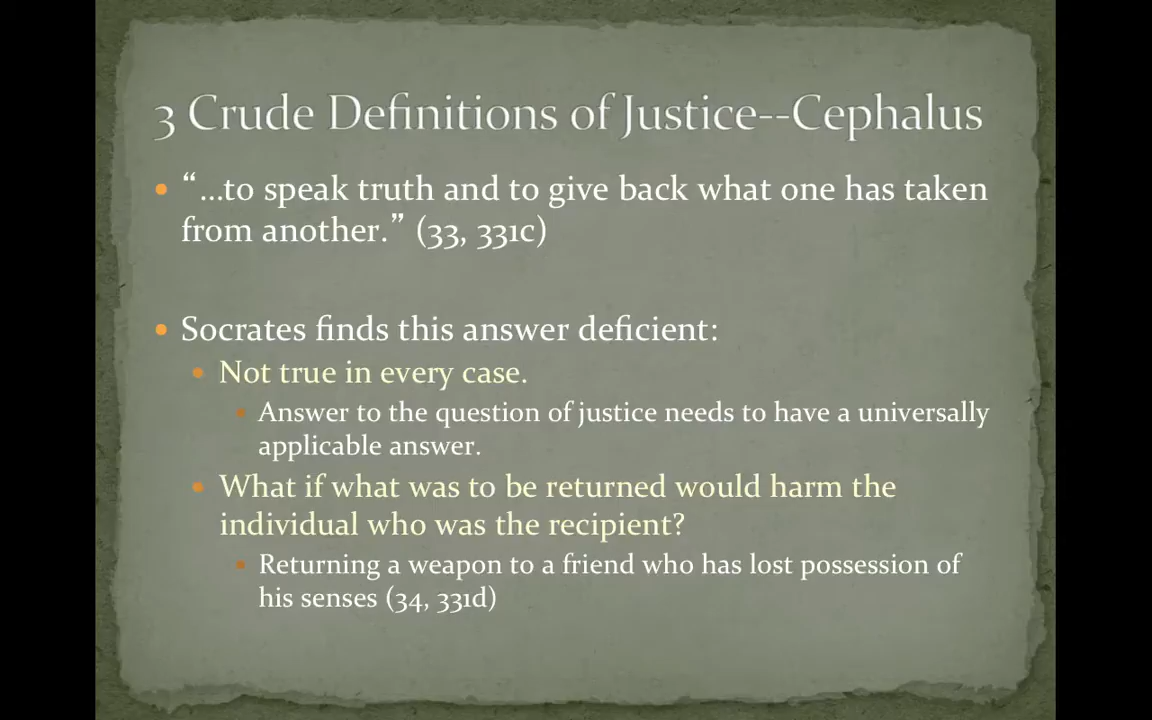 3 Crude Definitions of Justice--Cephalus
• “…to speak truth and to give back what one has taken
from another.” (33, 331c)
• Socrates finds this answer deficient:
• Not true in every case.
▪ Answer to the question of justice needs to have a universally
applicable answer.
• What if what was to be returned would harm the
individual who was the recipient?
▪ Returning a weapon to a friend who has lost possession of
his senses (34, 331d)